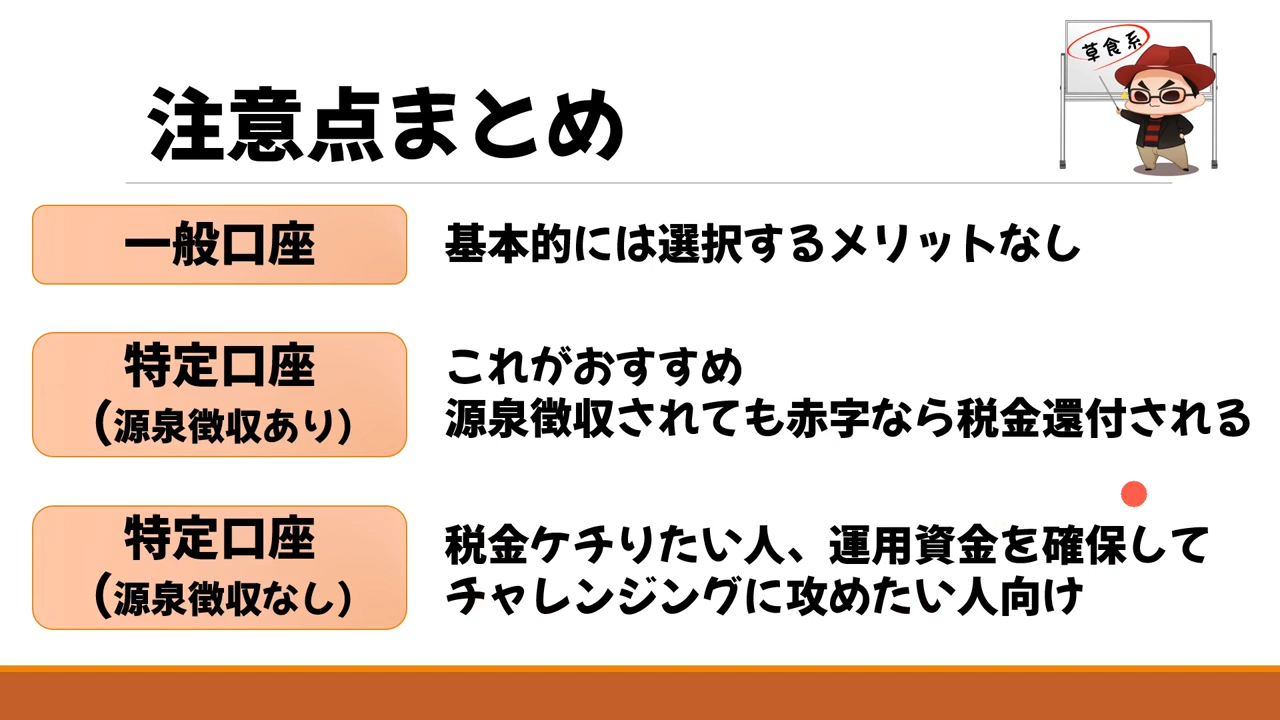 草食系
注意点まとめ
一般口座
基本的には選択するメリットなし
特定口座
(源泉徴収あり)
これがおすすめ
源泉徴収されても赤字なら税金還付される
特定口座
(源泉徴収なし)
税金ケチりたい人、運用資金を確保して
チャレンジングに攻めたい人向け